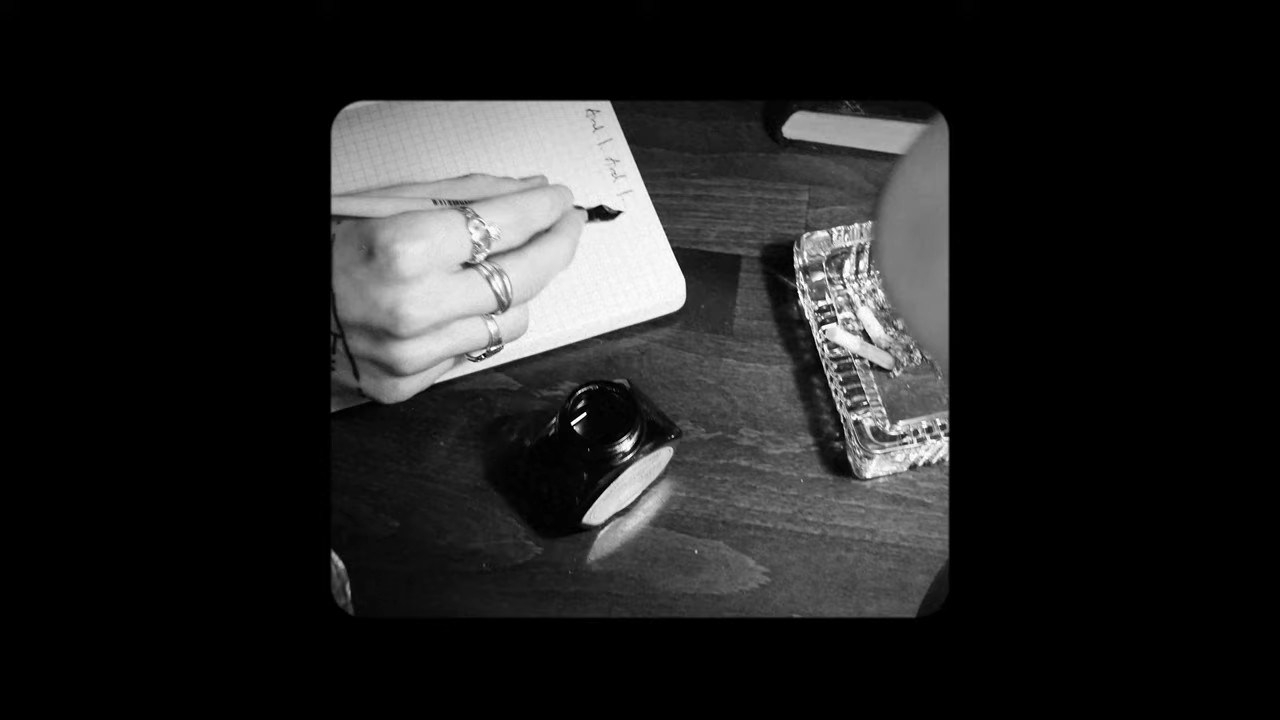 And I. And I,